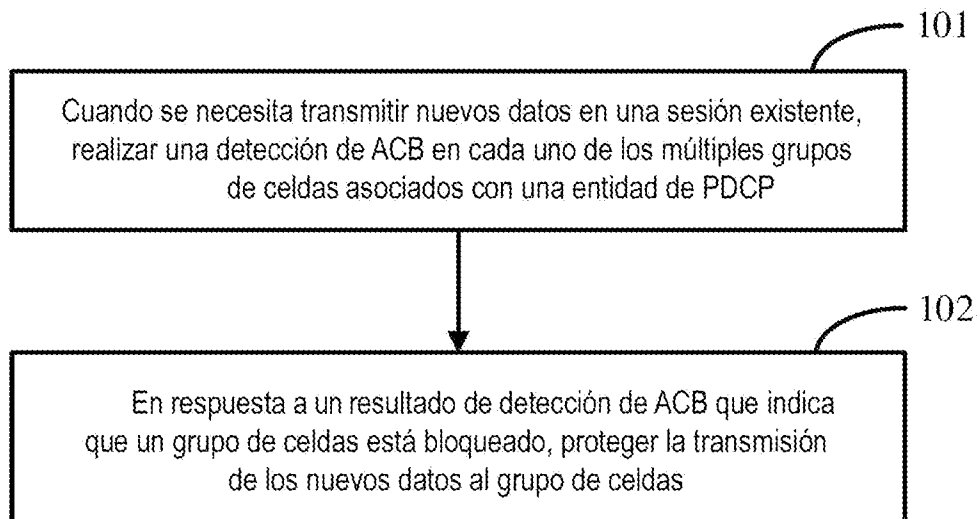 101
Cuando se necesita transmitir nuevos datos en una sesión existente,
realizar una detección de ACB en cada uno de los múltiples grupos
de celdas asociados con una entidad de PDCP
102
En respuesta a un resultado de detección de ACB que indica
que un grupo de celdas está bloqueado, proteger la transmisión
de los nuevos datos al grupo de celdas